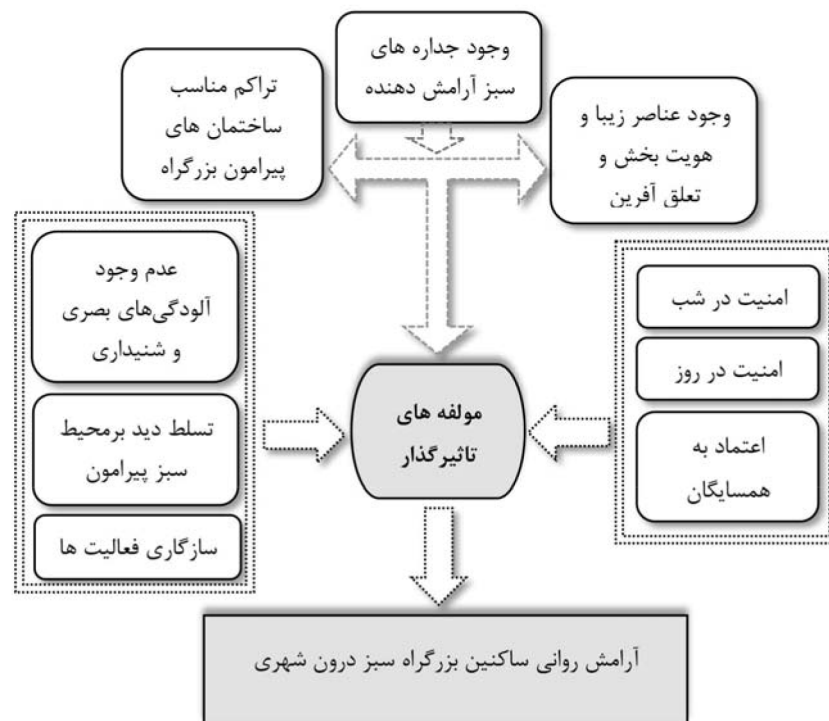 وجود جداره های
سبز آرامش دهنده
تراکم مناسب
ساختمان های
پیرامون بزرگراه
وجود عناصر زیبا و
هویت بخش و
تعلق آفرین
امنیت در شب
امنیت در روز
اعتماد به
همسایگان
عدم وجود
آلودگی‌های بصری
و شنیداری
تسلط دید برمحیط
سبز پیرامون
سازگاری فعالیت ها
مولفه های
تاثیرگذار
آرامش روانی ساکنین بزرگراه سبز درون شهری